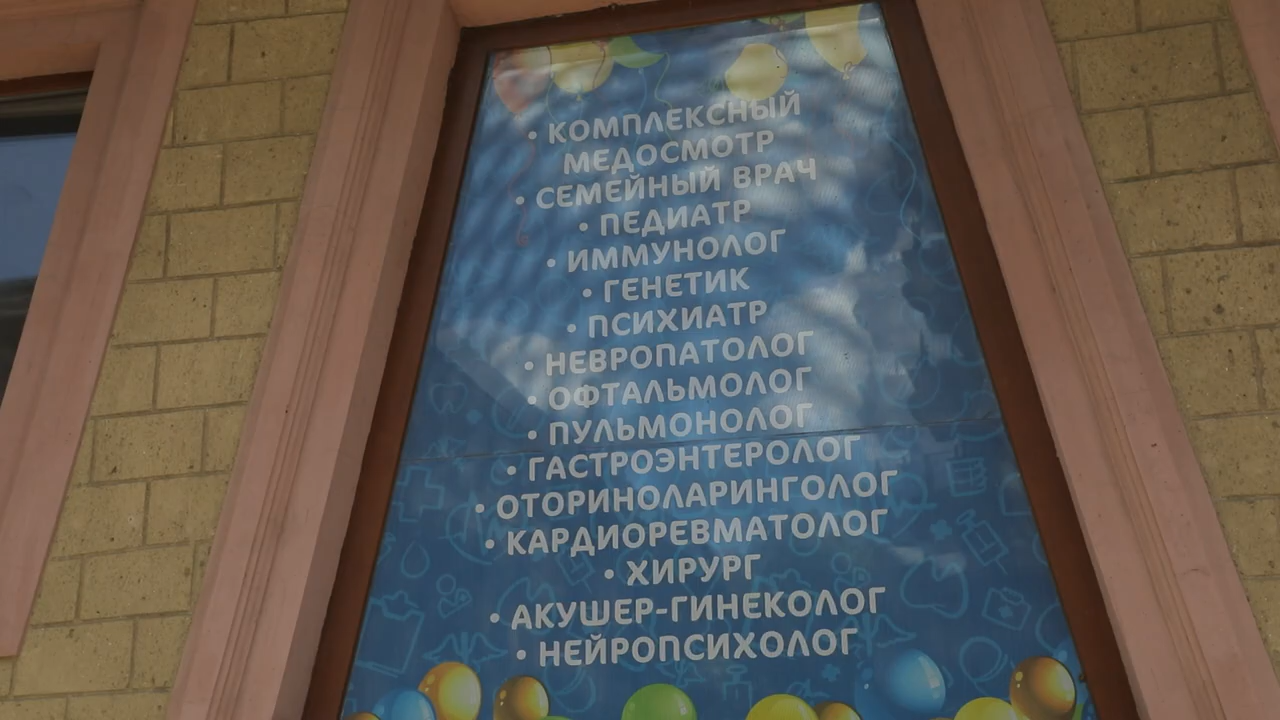 • КОМПЛЕКСНЫЙ
МЕДОСМОТР
• СЕМЕЙНЫЙ ВРАЧ
• ПЕДИАТР
• ИММУНОЛОГ
• ГЕНЕТИК
• ПСИХИАТР
• НЕВРОПАТОЛОГ
• ОФТАЛЬМОЛОГ
• ПУЛЬМОНОЛОГ
• ГАСТРОЭНТЕРОЛОГ
• ОТОРИНОЛАРИНГОЛОГ
• КАРДИОРЕВМАТОЛОГ
• ХИРУРГ
• АКУШЕР-ГИНЕКОЛОГ
• НЕЙРОПСИХОЛОГ